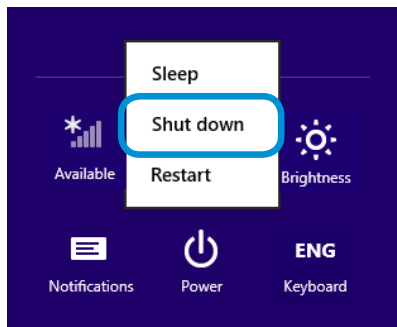 Sleep
Shut down
Restart
Available
Brightness
ENG
Notifications
Power
Keyboard